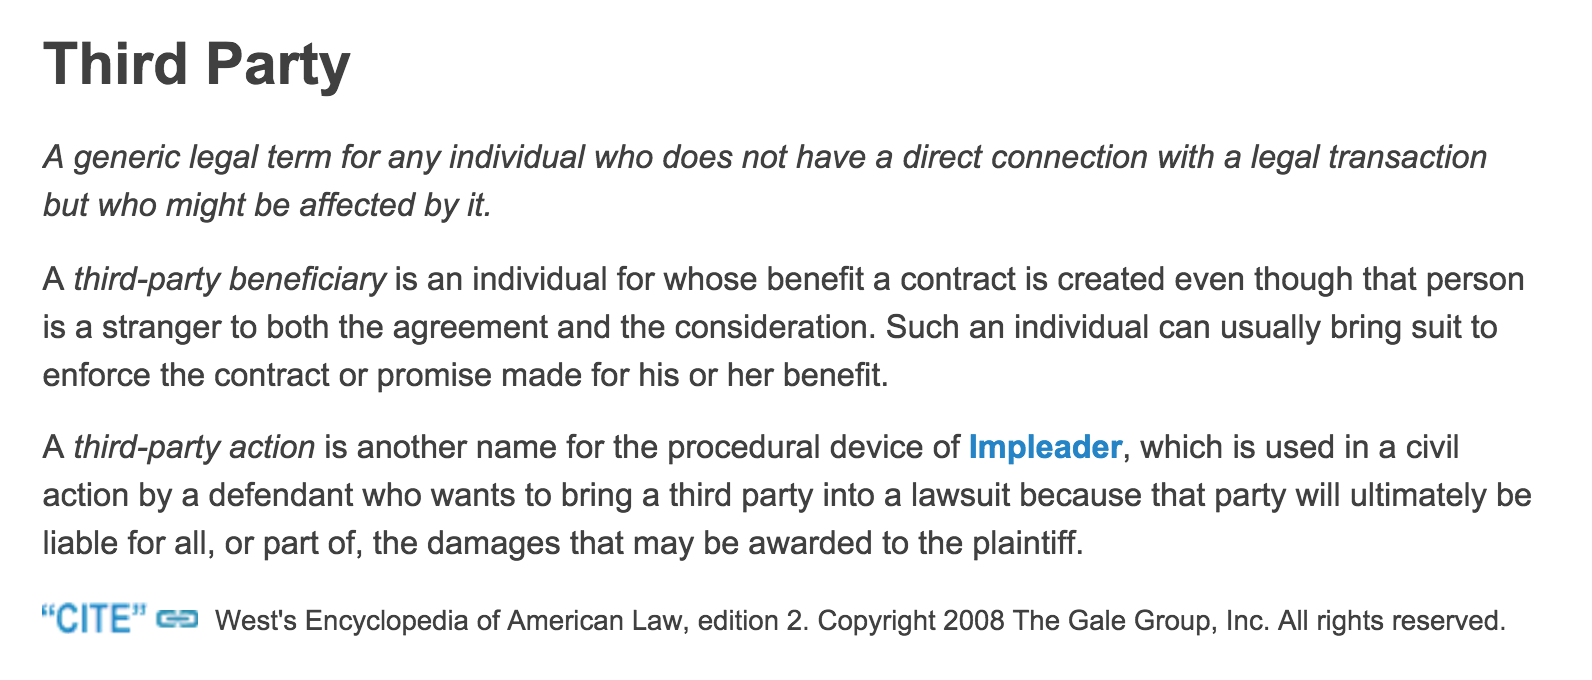 Third Party
A generic legal term for any individual who does not have a direct connection with a legal transaction
but who might be affected by it.
A third-party beneficiary is an individual for whose benefit a contract is created even though that person
is a stranger to both the agreement and the consideration. Such an individual can usually bring suit to
enforce the contract or promise made for his or her benefit.
A third-party action is another name for the procedural device of Impleader, which is used in a civil
action by a defendant who wants to bring a third party into a lawsuit because that party will ultimately be
liable for all, or part of, the damages that may be awarded to the plaintiff.
“CITE” West's Encyclopedia of American Law, edition 2. Copyright 2008 The Gale Group, Inc. All rights reserved.